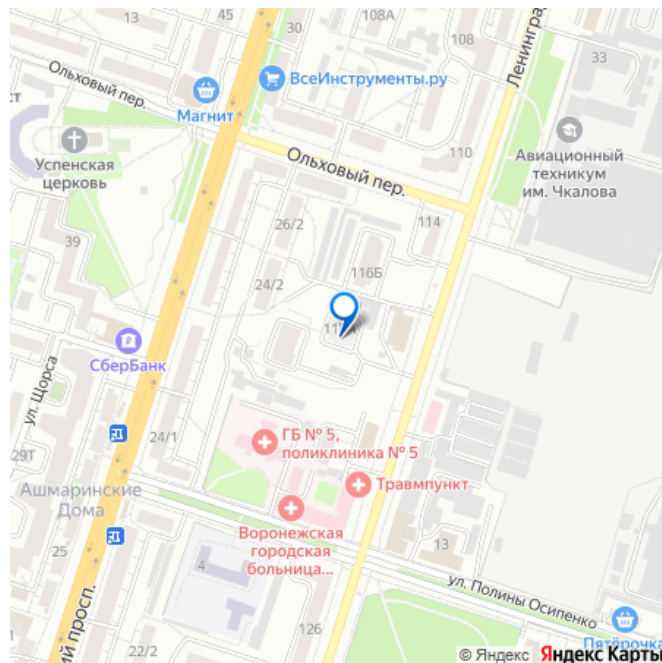 13
108А
30
108
Ленингра
33
Ольховый пер.
ВсеИнструменты.ру
Магнит
ст
Успенская
церковь
Ольховый пер.
110
Авиационный
техникум
им. Чкалова
26/2
114
39
116Б
24/2
СберБанк
ул. Щорса
24/1
ГБ № 5,
поликлиника № 5
29Т
Травмпункт
Ашмаринские
Дома
Воронежская
городская
больница...
25
13
4
ул. Полины Осипенко
ий просп.
126
22/2
Пятёрочка
© Яндекс Яндекс Карты